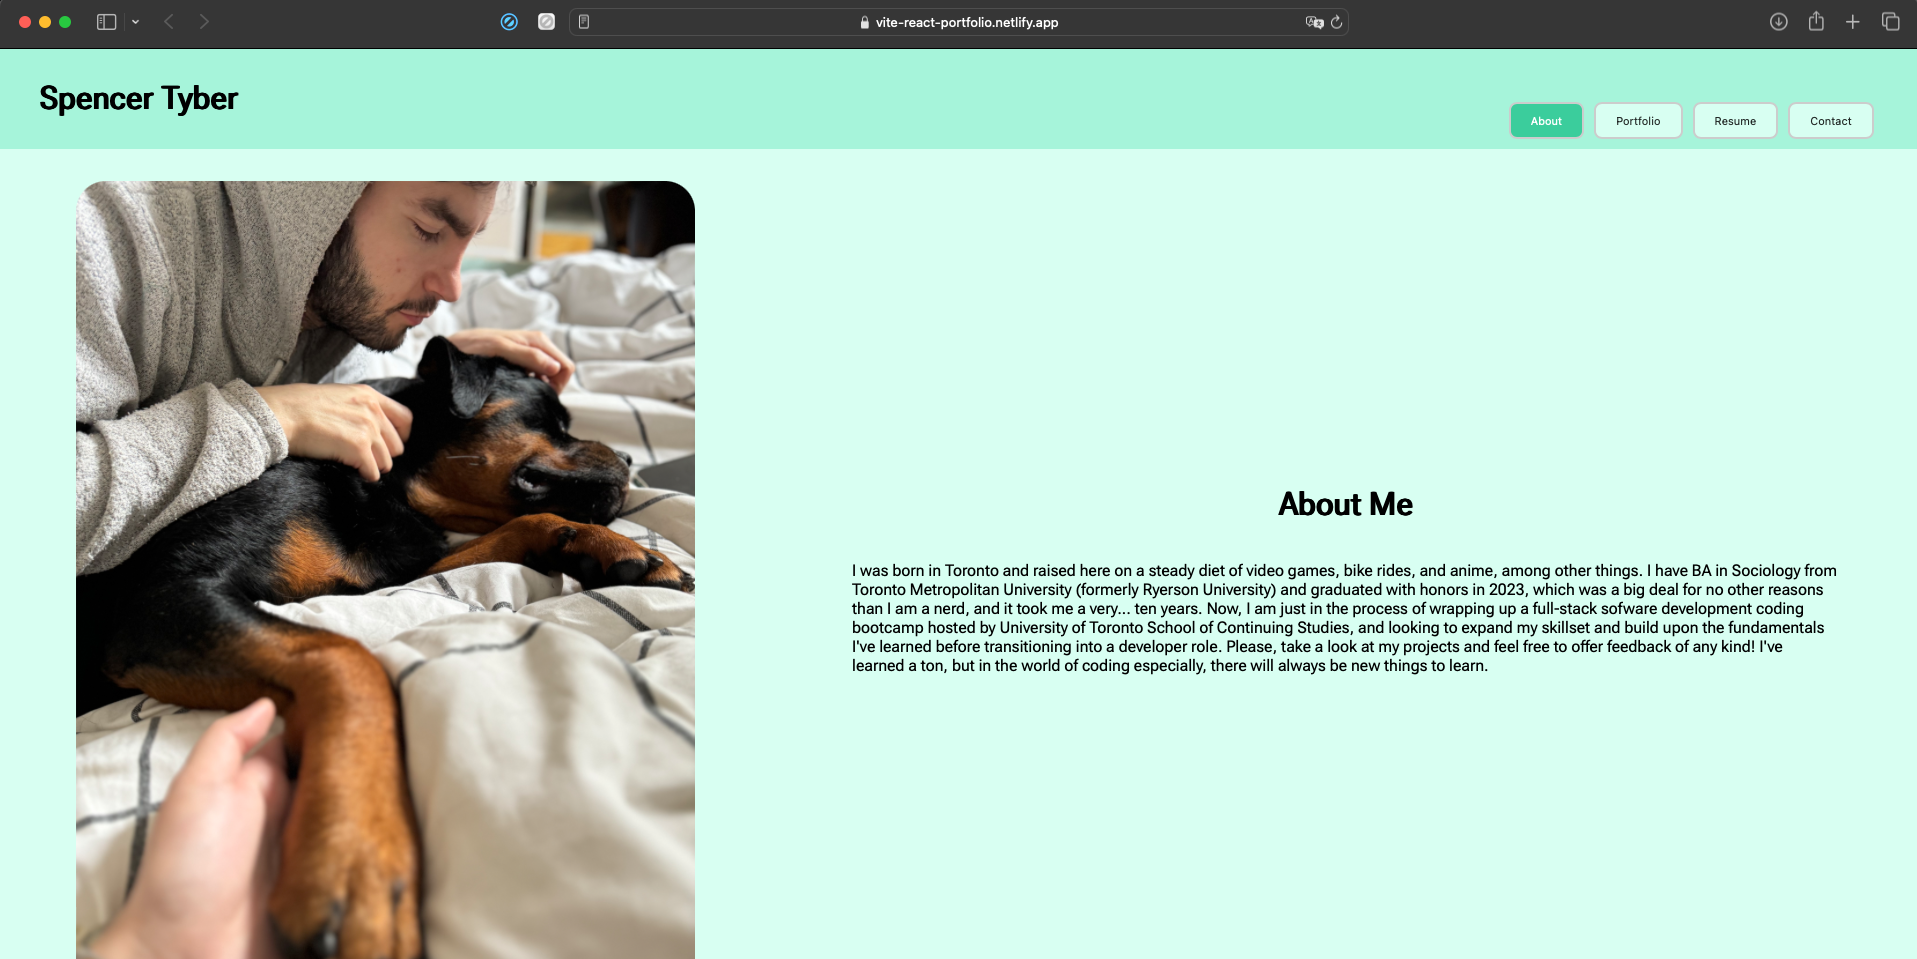 vite-react-portfolio.netlify.app
Spencer Tyber
About
Portfolio
Resume
Contact
About Me
I was born in Toronto and raised here on a steady diet of video games, bike rides, and anime, among other things. I have BA in Sociology from
Toronto Metropolitan University (formerly Ryerson University) and graduated with honors in 2023, which was a big deal for no other reasons
than I am a nerd, and it took me a very... ten years. Now, I am just in the process of wrapping up a full-stack sofware development coding
bootcamp hosted by University of Toronto School of Continuing Studies, and looking to expand my skillset and build upon the fundamentals
I've learned before transitioning into a developer role. Please, take a look at my projects and feel free to offer feedback of any kind! I've
learned a ton, but in the world of coding especially, there will always be new things to learn.